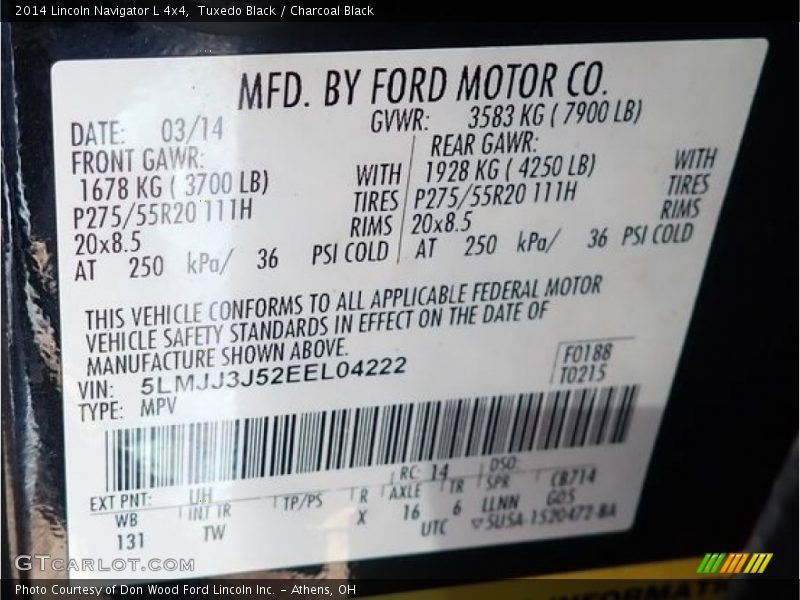 2014 Lincoln Navigator L 4x4, Tuxedo Black / Charcoal Black
MFD. BY FORD MOTOR CO.
DATE: 03/14 GVWR: 3583 KG ( 7900 LB)
FRONT GAWR: REAR GAWR:
1678 KG ( 3700 LB) WITH 1928 KG ( 4250 LB) WITH
P275/55R20 111H TIRES P275/55R20 111H TIRES
20x8.5 RIMS 20x8.5 RIMS
AT 250 kPa/ 36 PSI COLD AT 250 kPa/ 36 PSI COLD
THIS VEHICLE CONFORMS TO ALL APPLICABLE FEDERAL MOTOR
VEHICLE SAFETY STANDARDS IN EFFECT ON THE DATE OF
MANUFACTURE SHOWN ABOVE.
F0188
VIN: 5LMJJ3J52EEL04222
T0215
TYPE: MPV
RC: 14 DSO:
EXT PNT: UH
WB INT TR TP/PS R AXLE TR SPR CB714
131 TW X 16 6 LLNN G05
UTC ▽5USA-1520472-BA
GTCARLOT.COM
Photo Courtesy of Don Wood Ford Lincoln Inc. – Athens, OH